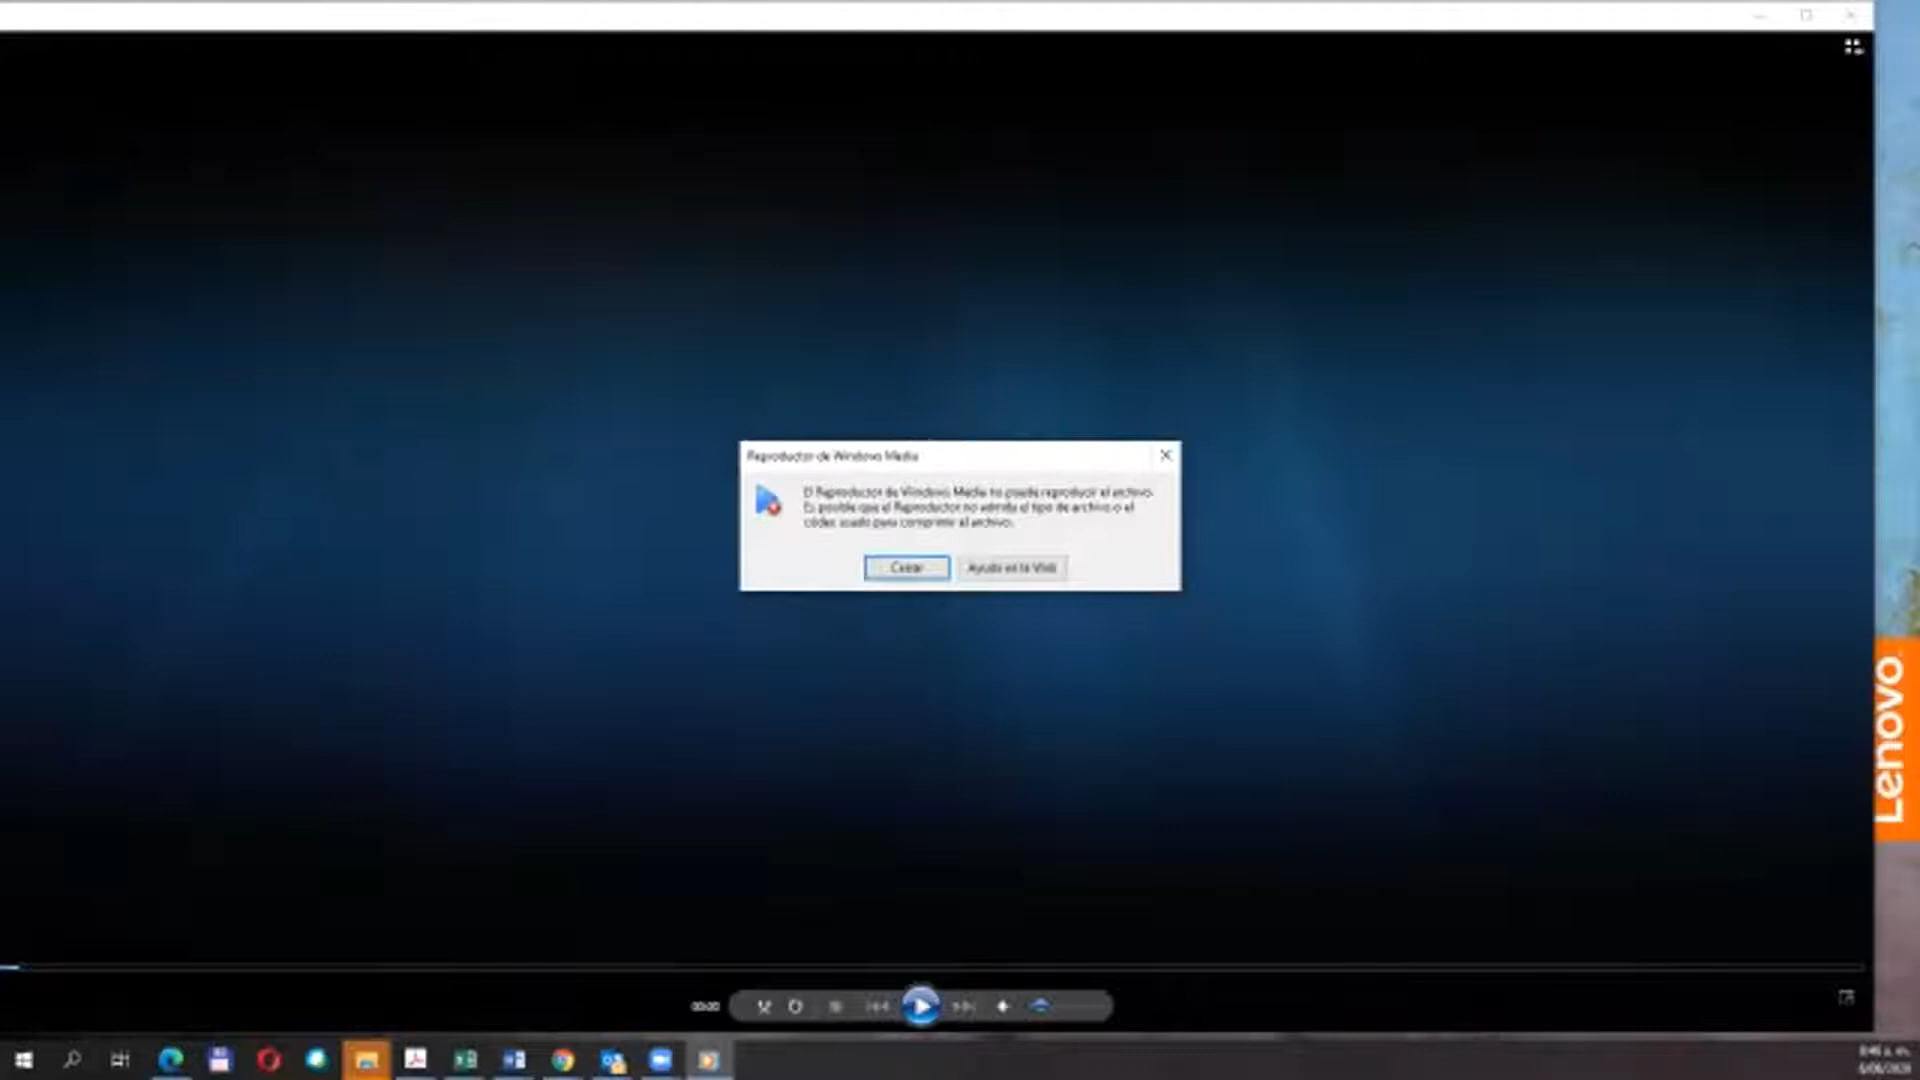 Reproductor de Windows Media
El Reproductor de Windows Media no puede reproducir el archivo.
Es posible que el Reproductor no admita el tipo de archivo o el
códec usado para comprimir el archivo.
Cerrar
Ayuda en la Web
00:00
Lenovo